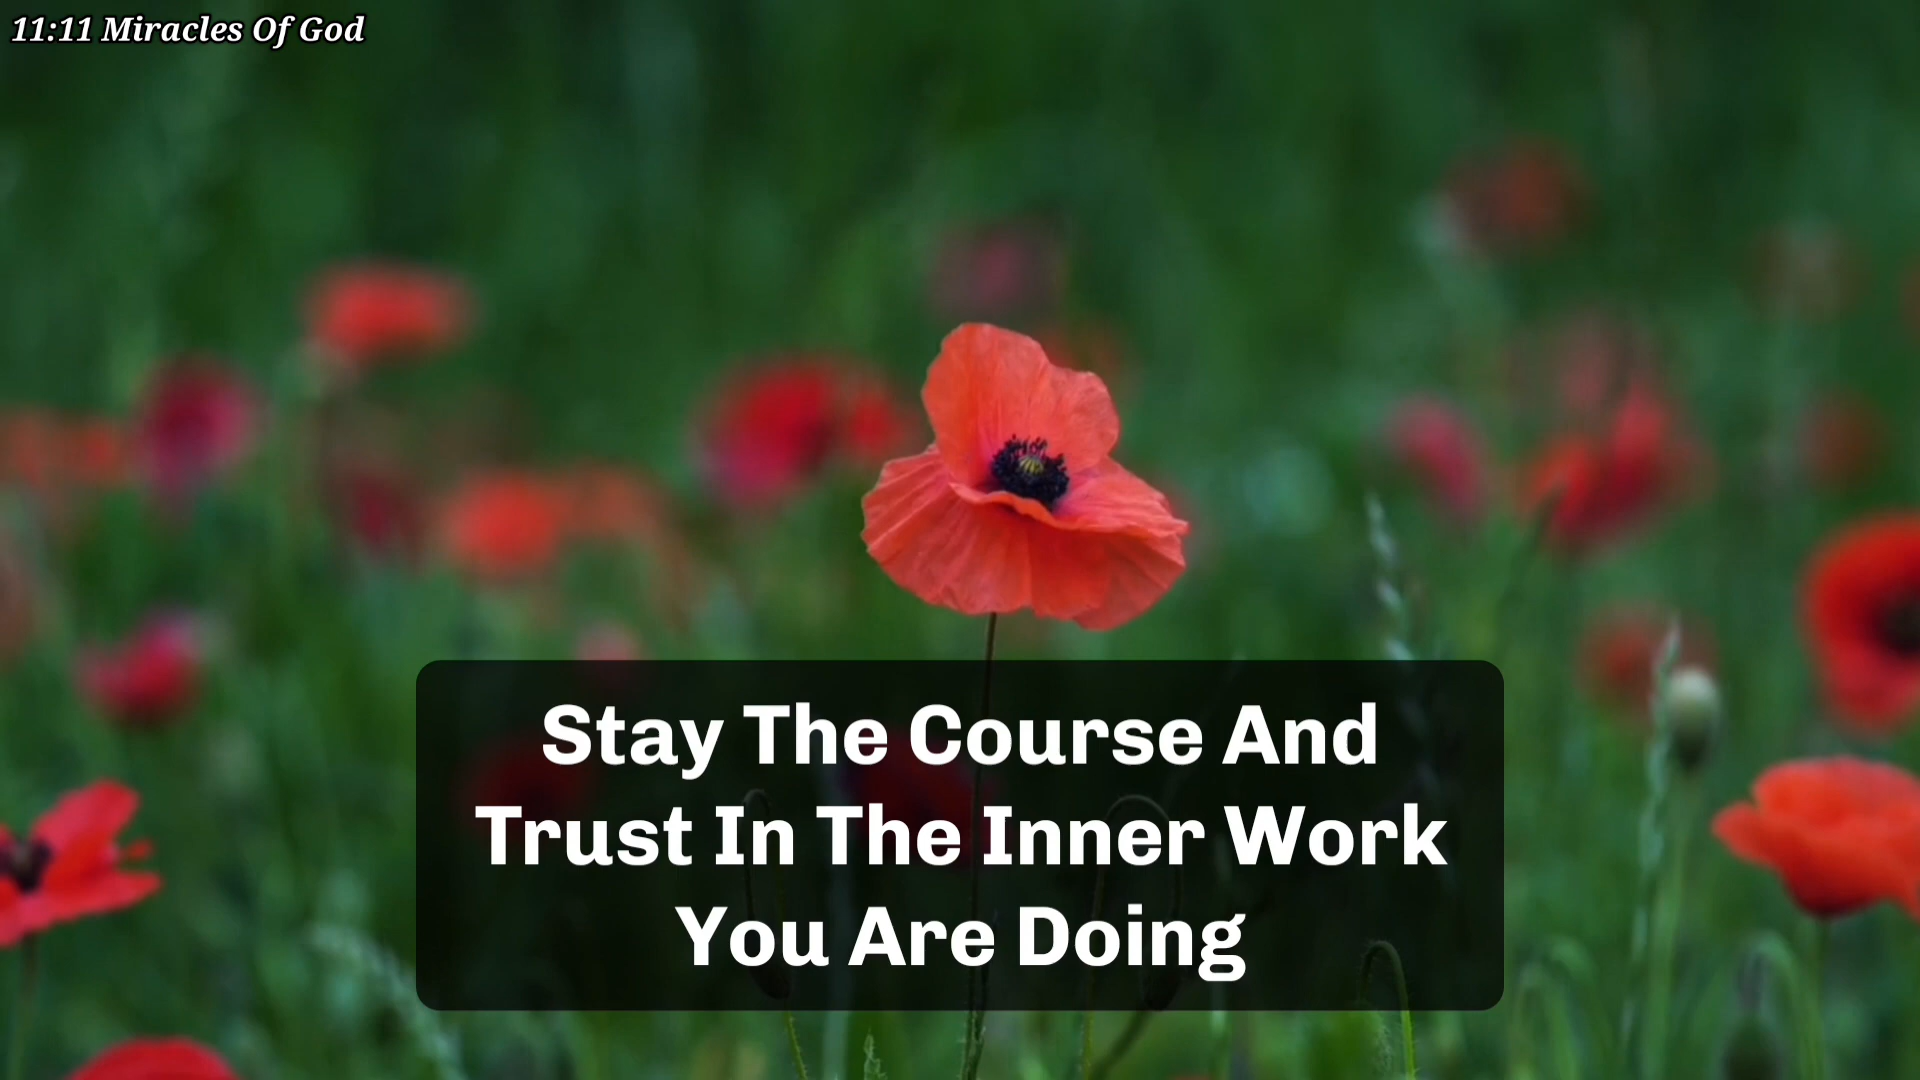 11:11 Miracles Of God
Stay The Course And
Trust In The Inner Work
You Are Doing